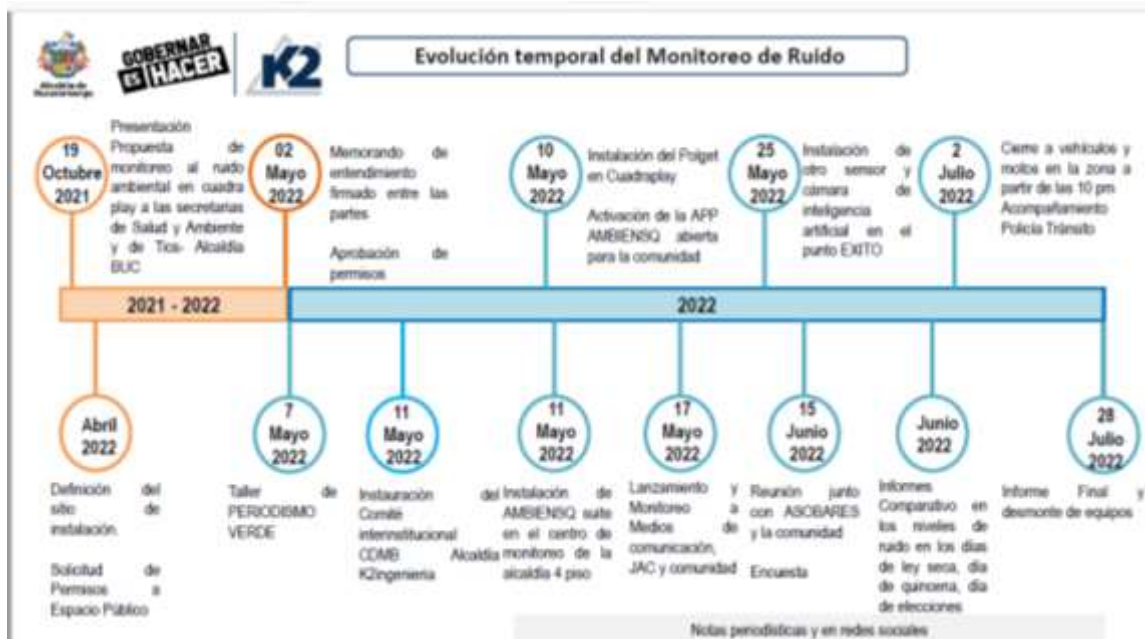 Alcaldía de
Bucaramanga
GOBERNAR
ES HACER
K2
Evolución temporal del Monitoreo de Ruido
19
Octubre
2021
Presentación
Propuesta de
monitoreo al ruido
ambiental en cuadra
play a las secretarias
de Salud y Ambiente
y de Tics- Alcaldía
BUC
02
Mayo
2022
Memorando de
entendimiento
firmado entre las
partes
Aprobación de
permisos
10
Mayo
2022
Instalación del Polget
en Cuadraplay
Activación de la APP
AMBIENSQ abierta
para la comunidad
25
Mayo
2022
Instalación de
otro sensor y
cámara de
inteligencia
artificial en el
punto EXITO
2
Julio
2022
Cierre a vehículos y
motos en la zona a
partir de las 10 pm
Acompañamiento
Policía Tránsito
2021 - 2022
2022
Abril
2022
Definición del
sitio de
instalación.
Solicitud de
Permisos a
Espacio Público
7
Mayo
2022
Taller de
PERIODISMO
VERDE
11
Mayo
2022
Instauración del
Comité
interinstitucional
CDMB Alcaldía
K2ingenieria
11
Mayo
2022
Instalación de
AMBIENSQ suite
en el centro de
monitoreo de la
alcaldía 4 piso
17
Mayo
2022
Lanzamiento y
Monitoreo a
Medios de
comunicación,
JAC y comunidad
15
Junio
2022
Reunión junto
con ASOBARES
y la comunidad
Encuesta
Junio
2022
Informes
Comparativo en
los niveles de
ruido en los días
de ley seca, día
de quincena, día
de elecciones
28
Julio
2022
Informe Final y
desmonte de equipos
Notas periodísticas y en redes sociales